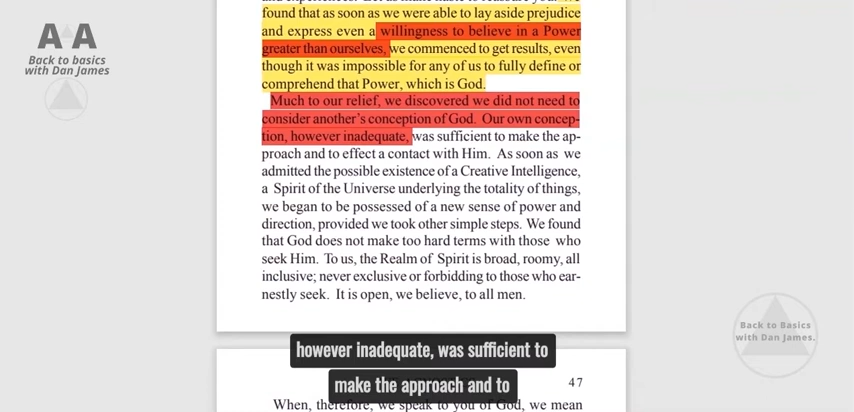 A A
Back to basics
with Dan James
found that as soon as we were able to lay aside prejudice
and express even a willingness to believe in a Power
greater than ourselves, we commenced to get results, even
though it was impossible for any of us to fully define or
comprehend that Power, which is God.
Much to our relief, we discovered we did not need to
consider another's conception of God. Our own concep-
tion, however inadequate, was sufficient to make the ap-
proach and to effect a contact with Him. As soon as we
admitted the possible existence of a Creative Intelligence,
a Spirit of the Universe underlying the totality of things,
we began to be possessed of a new sense of power and
direction, provided we took other simple steps. We found
that God does not make too hard terms with those who
seek Him. To us, the Realm of Spirit is broad, roomy, all
inclusive; never exclusive or forbidding to those who ear-
nestly seek. It is open, we believe, to all men.
Back to Basics
with Dan James.
however inadequate, was sufficient to
make the approach and to
47
When, therefore, we speak to you of God, we mean